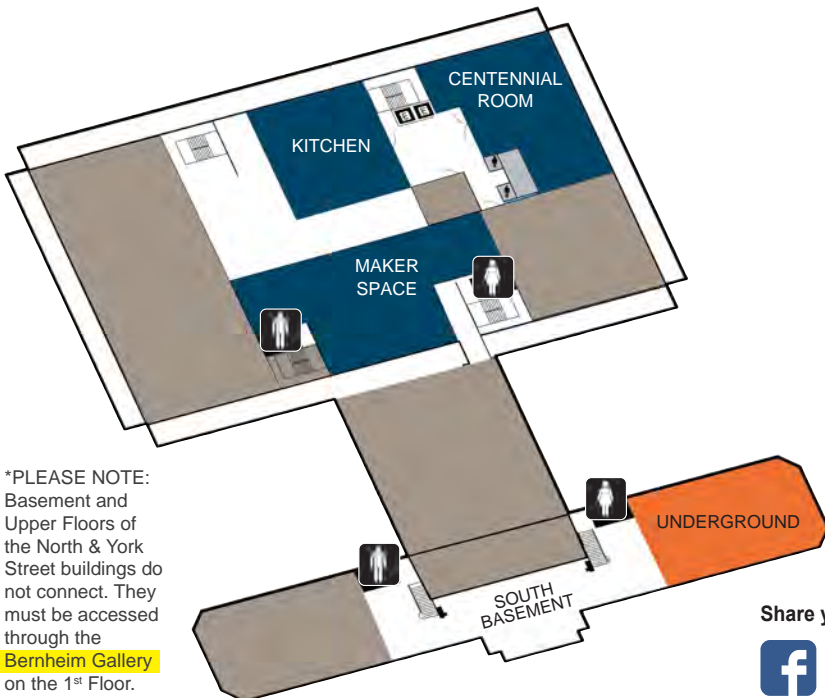 CENTENNIAL
ROOM
KITCHEN
MAKER
SPACE
UNDERGROUND
SOUTH
BASEMENT
*PLEASE NOTE:
Basement and
Upper Floors of
the North & York
Street buildings do
not connect. They
must be accessed
through the
Bernheim Gallery
on the 1st Floor.
Share y
f